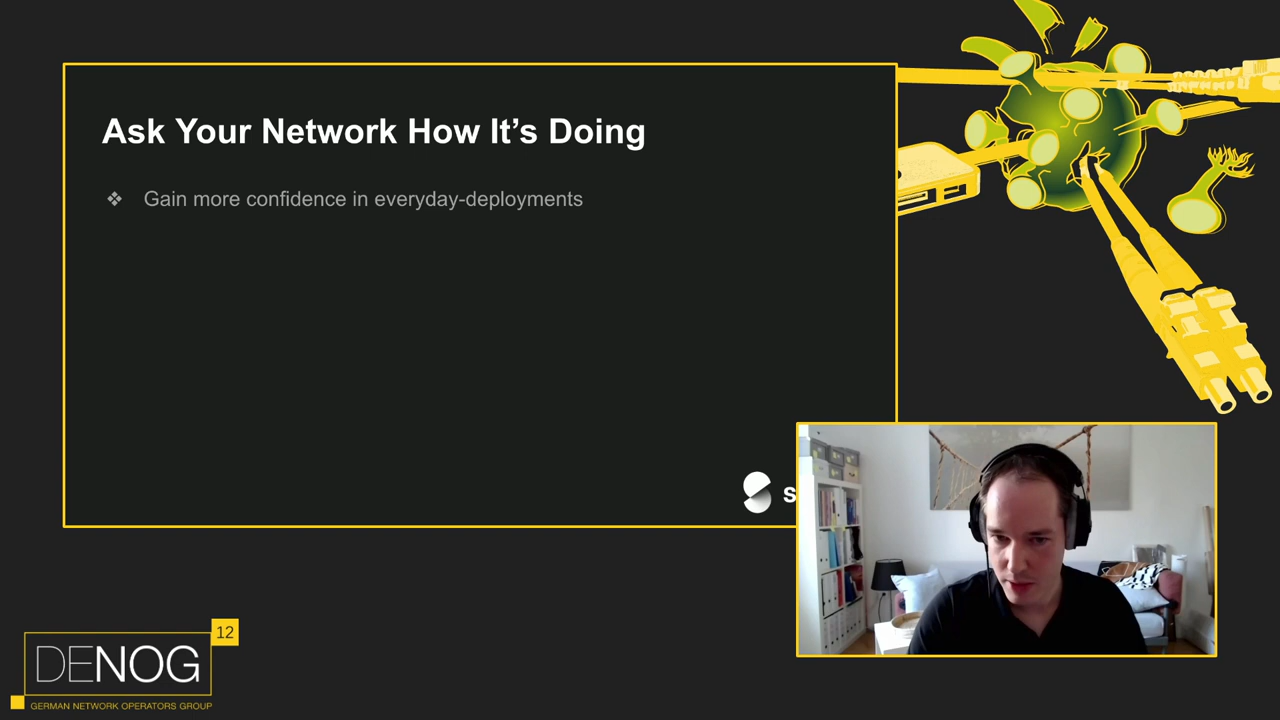 Ask Your Network How It’s Doing
❖ Gain more confidence in everyday-deployments
s
12
DENOG
GERMAN NETWORK OPERATORS GROUP